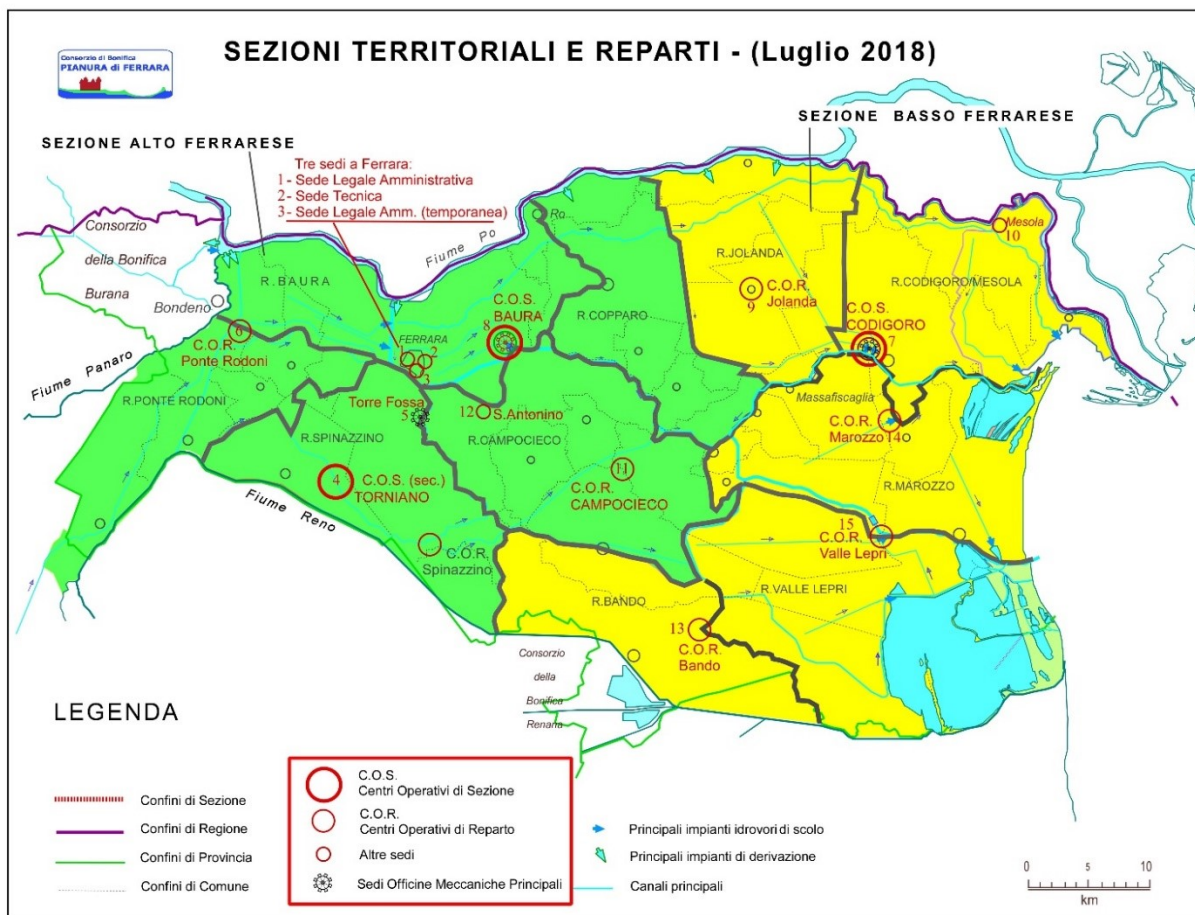 Consorzio di Bonifica
PIANURA di FERRARA
SEZIONI TERRITORIALI E REPARTI - (Luglio 2018)
SEZIONE ALTO FERRARESE
SEZIONE BASSO FERRARESE
Tre sedi a Ferrara:
1- Sede Legale Amministrativa
2- Sede Tecnica
3- Sede Legale Amm. (temporanea)
Consorzio
della Bonifica
Burana
Bondeno
Fiume Panaro
Fiume Po
Fiume Reno
Ro
Mesola
10
R.BAURA
R.JOLANDA
R.CODIGORO/MESOLA
C.O.R.
Jolanda
9
C.O.S.
BAURA
8
R.COPPARO
C.O.S.
CODIGORO
7
6
C.O.R.
Ponte Rodoni
FERRARA
1
2
3
R.PONTE RODONI
Torre Fossa
5
12
S.Antonino
Massafiscaglia
R.SPINAZZINO
R.CAMPOCIECO
C.O.R.
Marozzo
14
4
C.O.S. (sec.)
TORNIANO
11
C.O.R.
CAMPOCIECO
R.MAROZZO
15
C.O.R.
Valle Lepri
C.O.R.
Spinazzino
R.BANDO
R.VALLE LEPRI
13
C.O.R.
Bando
Consorzio
della
Bonifica
Renana
LEGENDA
Confini di Sezione
Confini di Regione
Confini di Provincia
Confini di Comune
C.O.S.
Centri Operativi di Sezione
C.O.R.
Centri Operativi di Reparto
Altre sedi
Sedi Officine Meccaniche Principali
Principali impianti idrovori di scolo
Principali impianti di derivazione
Canali principali
0 5 10
km